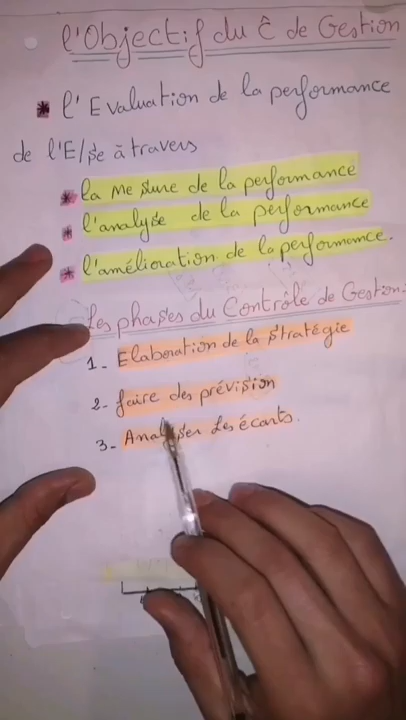 l'Objectif du Ĉ de Gestion
* l'Evaluation de la performance
de l'E/se à travers
* la Mesure de la performance
* l'analyse de la performance
* l'amélioration de la performance.
Les phases du Contrôle de Gestion.
1- Elaboration de la stratégie
2- faire des prévision
3- Analyser les écarts.